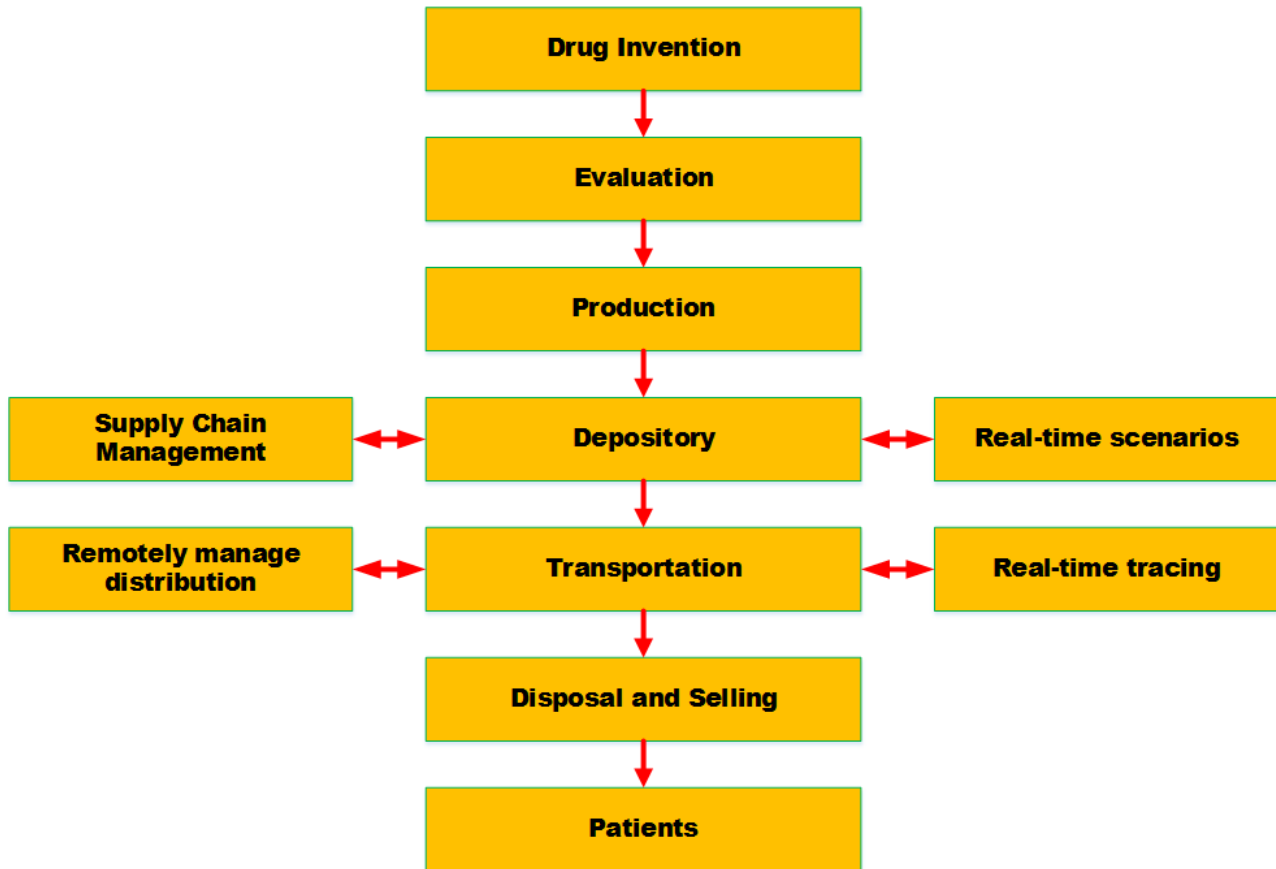 Drug Invention
Evaluation
Production
Supply Chain
Management
Depository
Real-time scenarios
Remotely manage
distribution
Transportation
Real-time tracing
Disposal and Selling
Patients